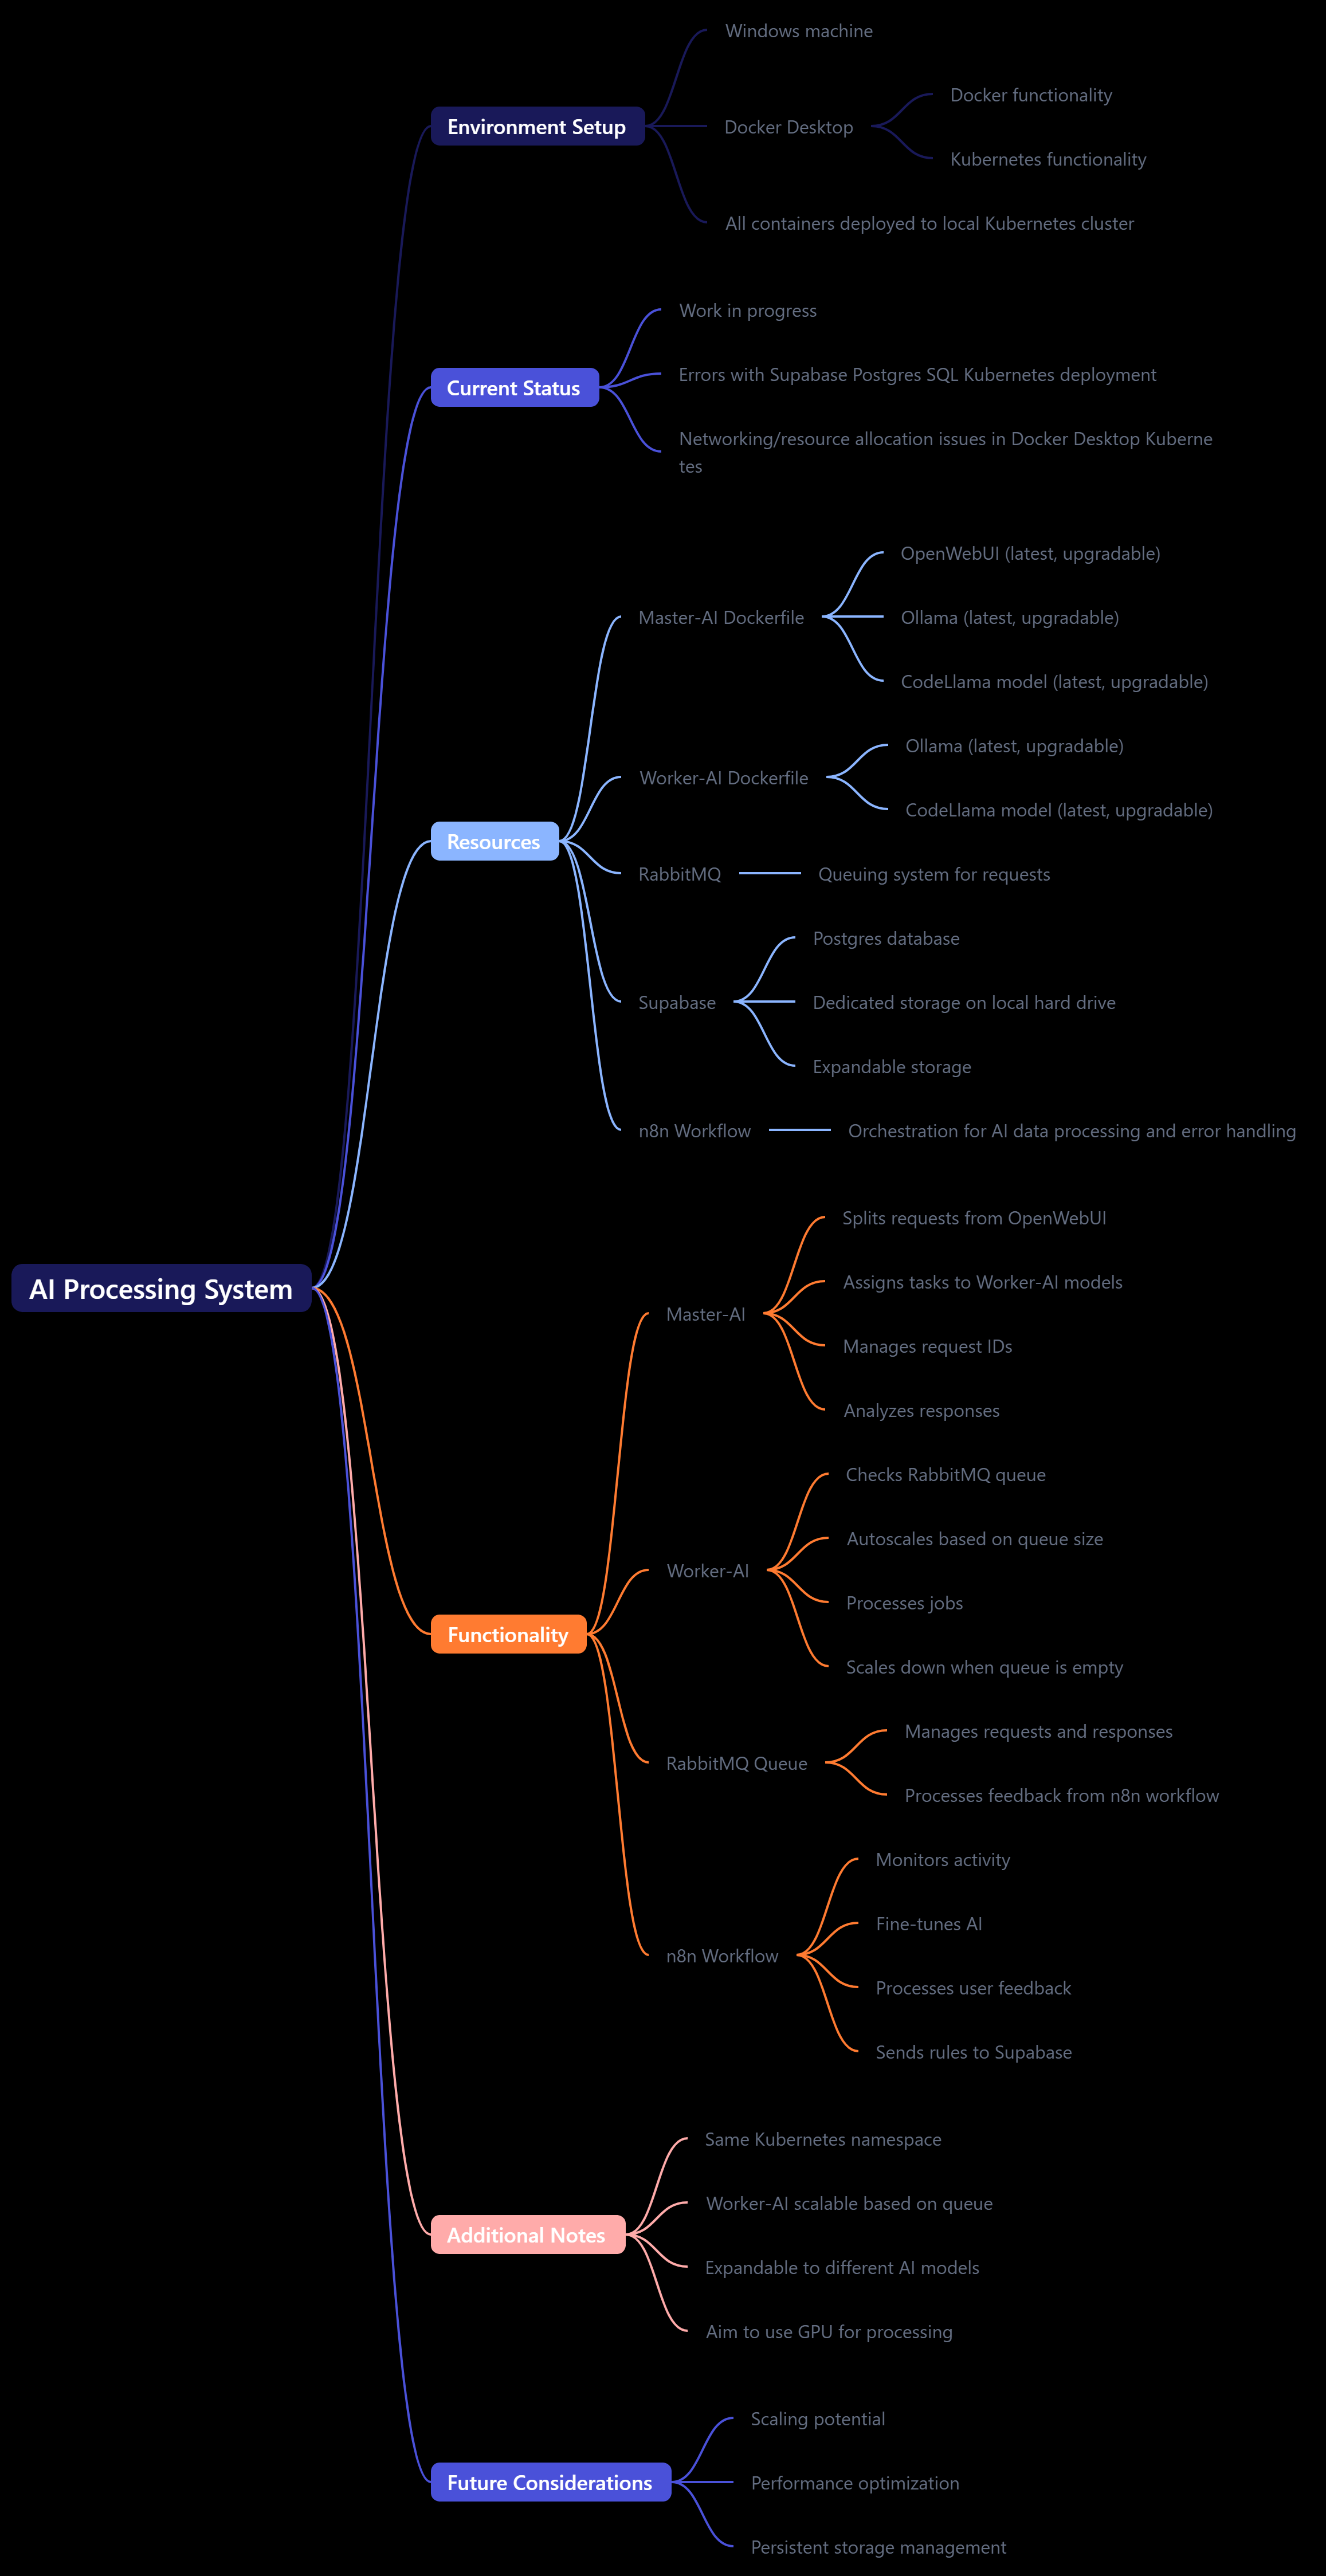 AI Processing System
Environment Setup
Windows machine
Docker Desktop
Docker functionality
Kubernetes functionality
All containers deployed to local Kubernetes cluster
Current Status
Work in progress
Errors with Supabase Postgres SQL Kubernetes deployment
Networking/resource allocation issues in Docker Desktop Kuberne
tes
Resources
Master-AI Dockerfile
OpenWebUI (latest, upgradable)
Ollama (latest, upgradable)
CodeLlama model (latest, upgradable)
Worker-AI Dockerfile
Ollama (latest, upgradable)
CodeLlama model (latest, upgradable)
RabbitMQ
Queuing system for requests
Supabase
Postgres database
Dedicated storage on local hard drive
Expandable storage
n8n Workflow
Orchestration for AI data processing and error handling
Functionality
Master-AI
Splits requests from OpenWebUI
Assigns tasks to Worker-AI models
Manages request IDs
Analyzes responses
Worker-AI
Checks RabbitMQ queue
Autoscales based on queue size
Processes jobs
Scales down when queue is empty
RabbitMQ Queue
Manages requests and responses
Processes feedback from n8n workflow
n8n Workflow
Monitors activity
Fine-tunes AI
Processes user feedback
Sends rules to Supabase
Additional Notes
Same Kubernetes namespace
Worker-AI scalable based on queue
Expandable to different AI models
Aim to use GPU for processing
Future Considerations
Scaling potential
Performance optimization
Persistent storage management